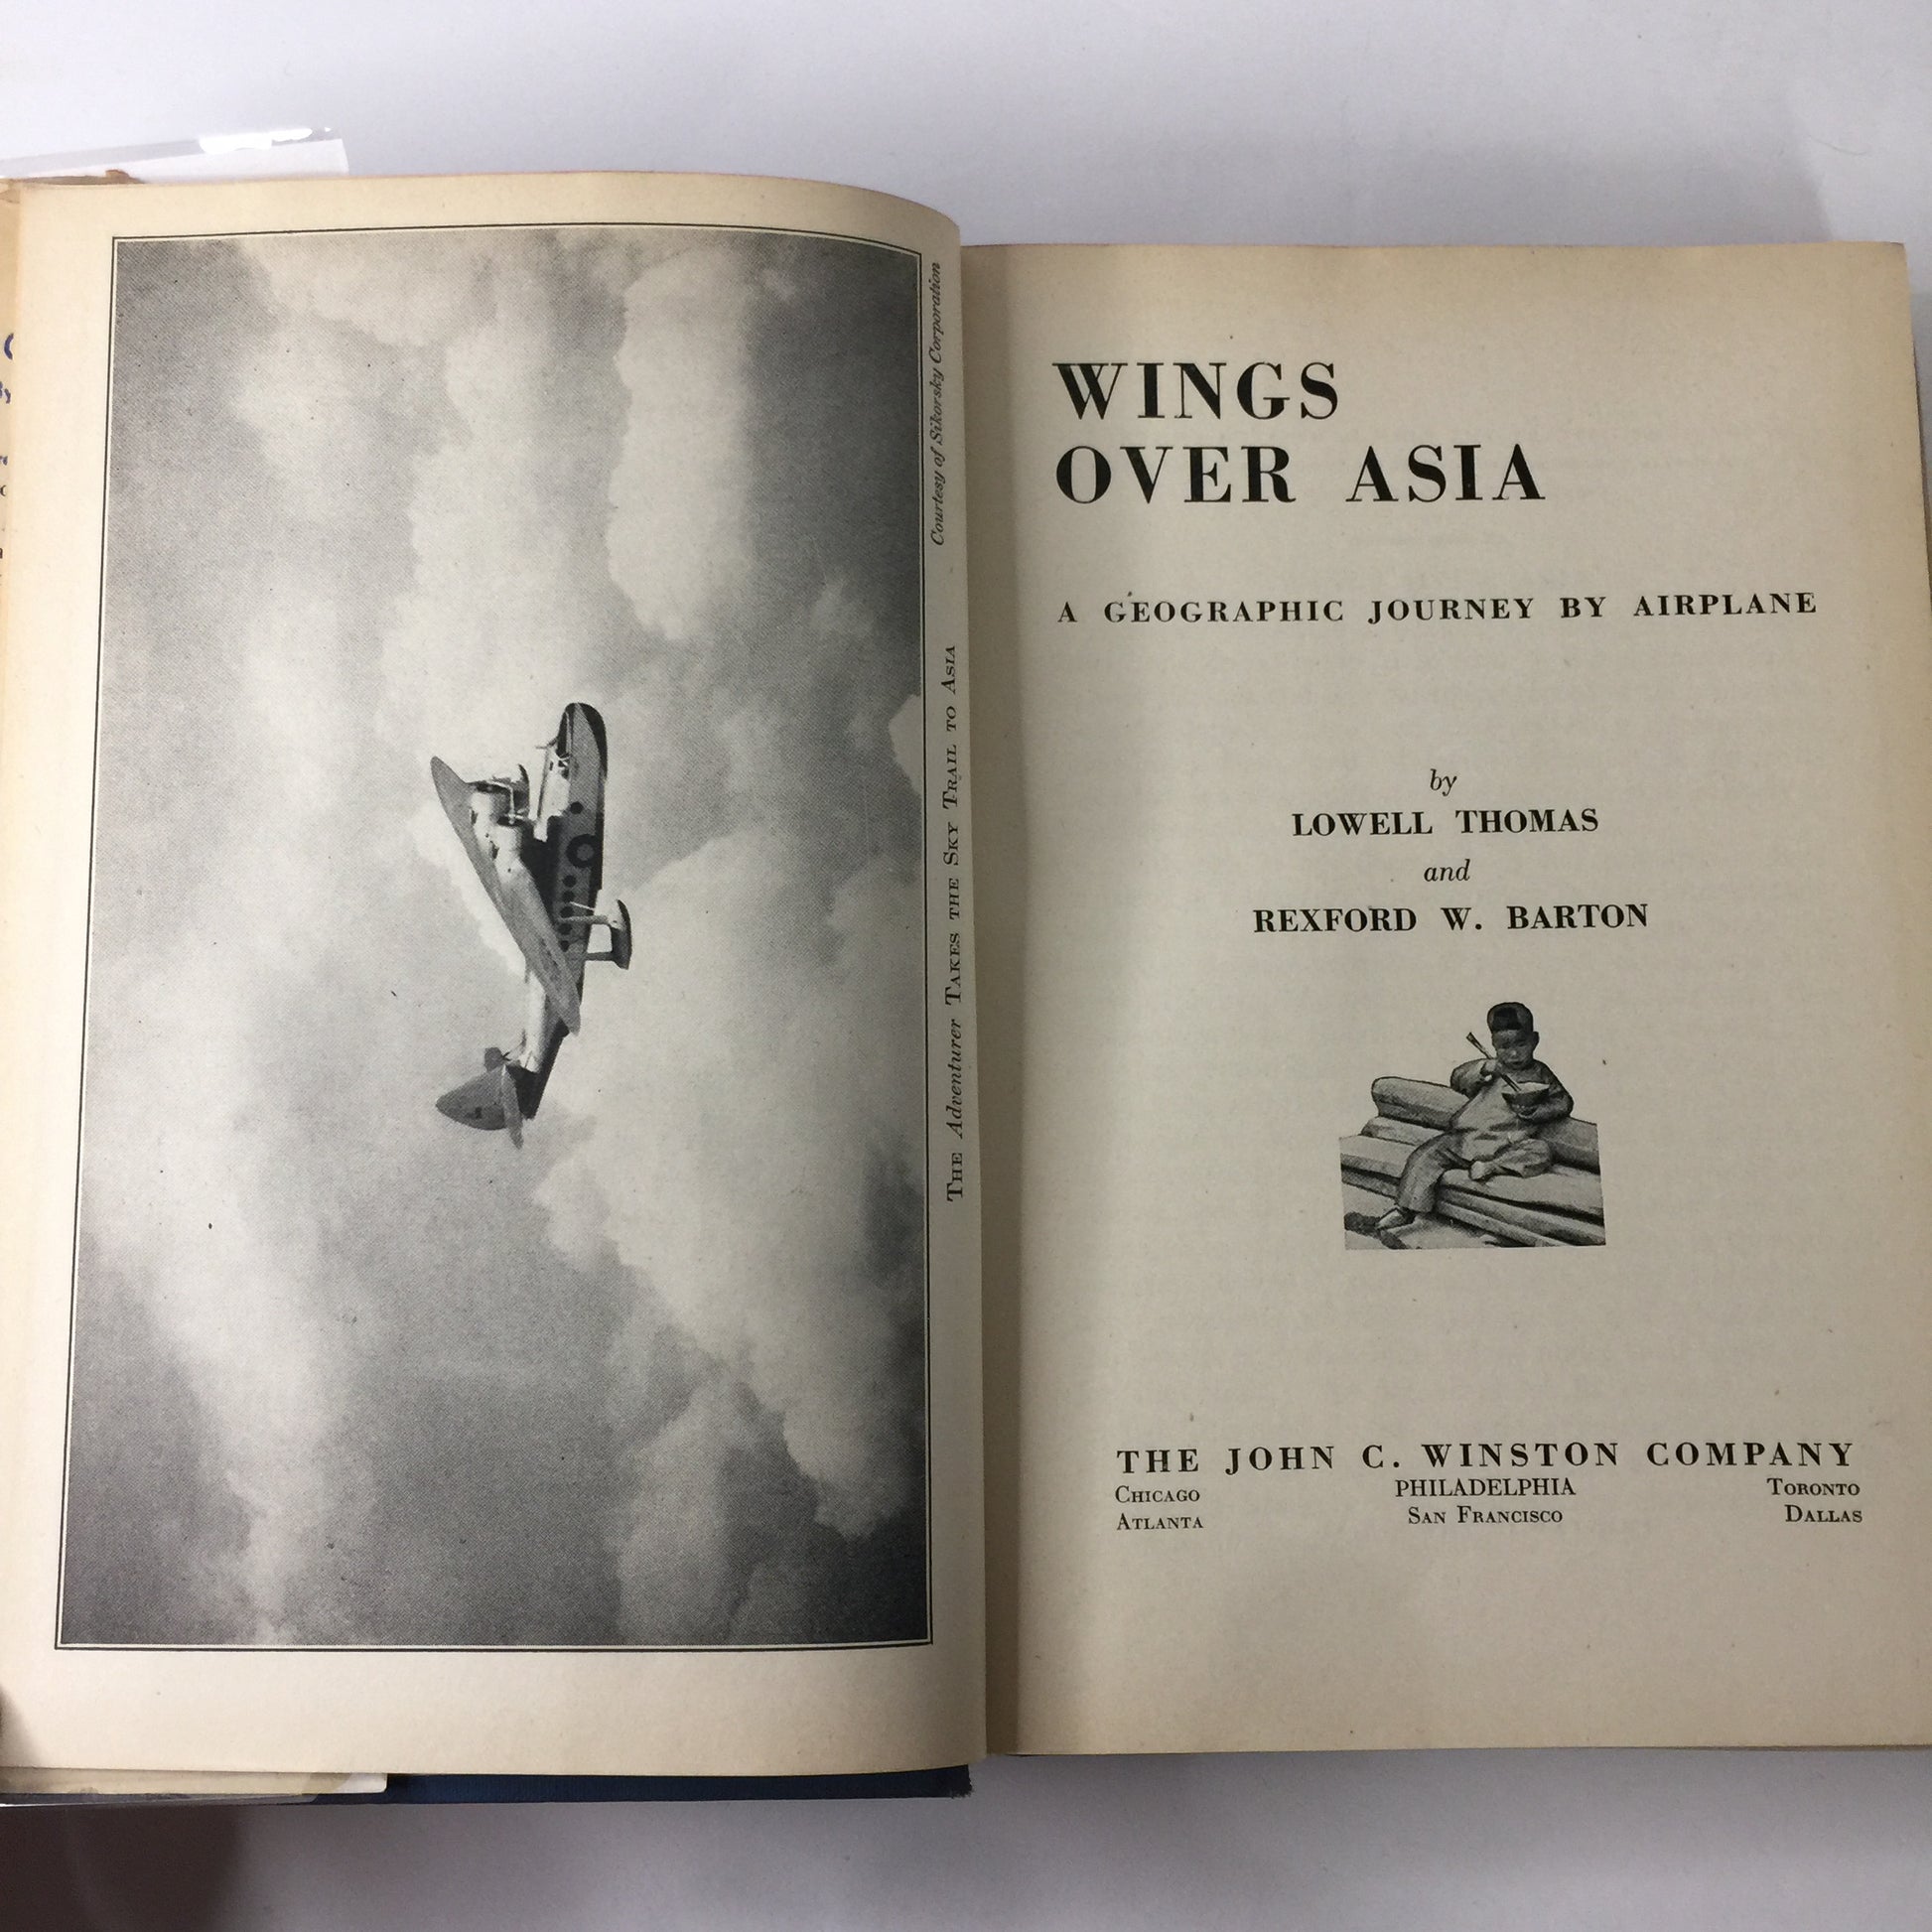 Courtesy of Sikorsky Corporation
The Adventurer Takes the Sky Trail to Asia
WINGS
OVER ASIA
A GEOGRAPHIC JOURNEY BY AIRPLANE
by
LOWELL THOMAS
and
REXFORD W. BARTON
THE JOHN C. WINSTON COMPANY
Chicago PHILADELPHIA Toronto
Atlanta San Francisco Dallas